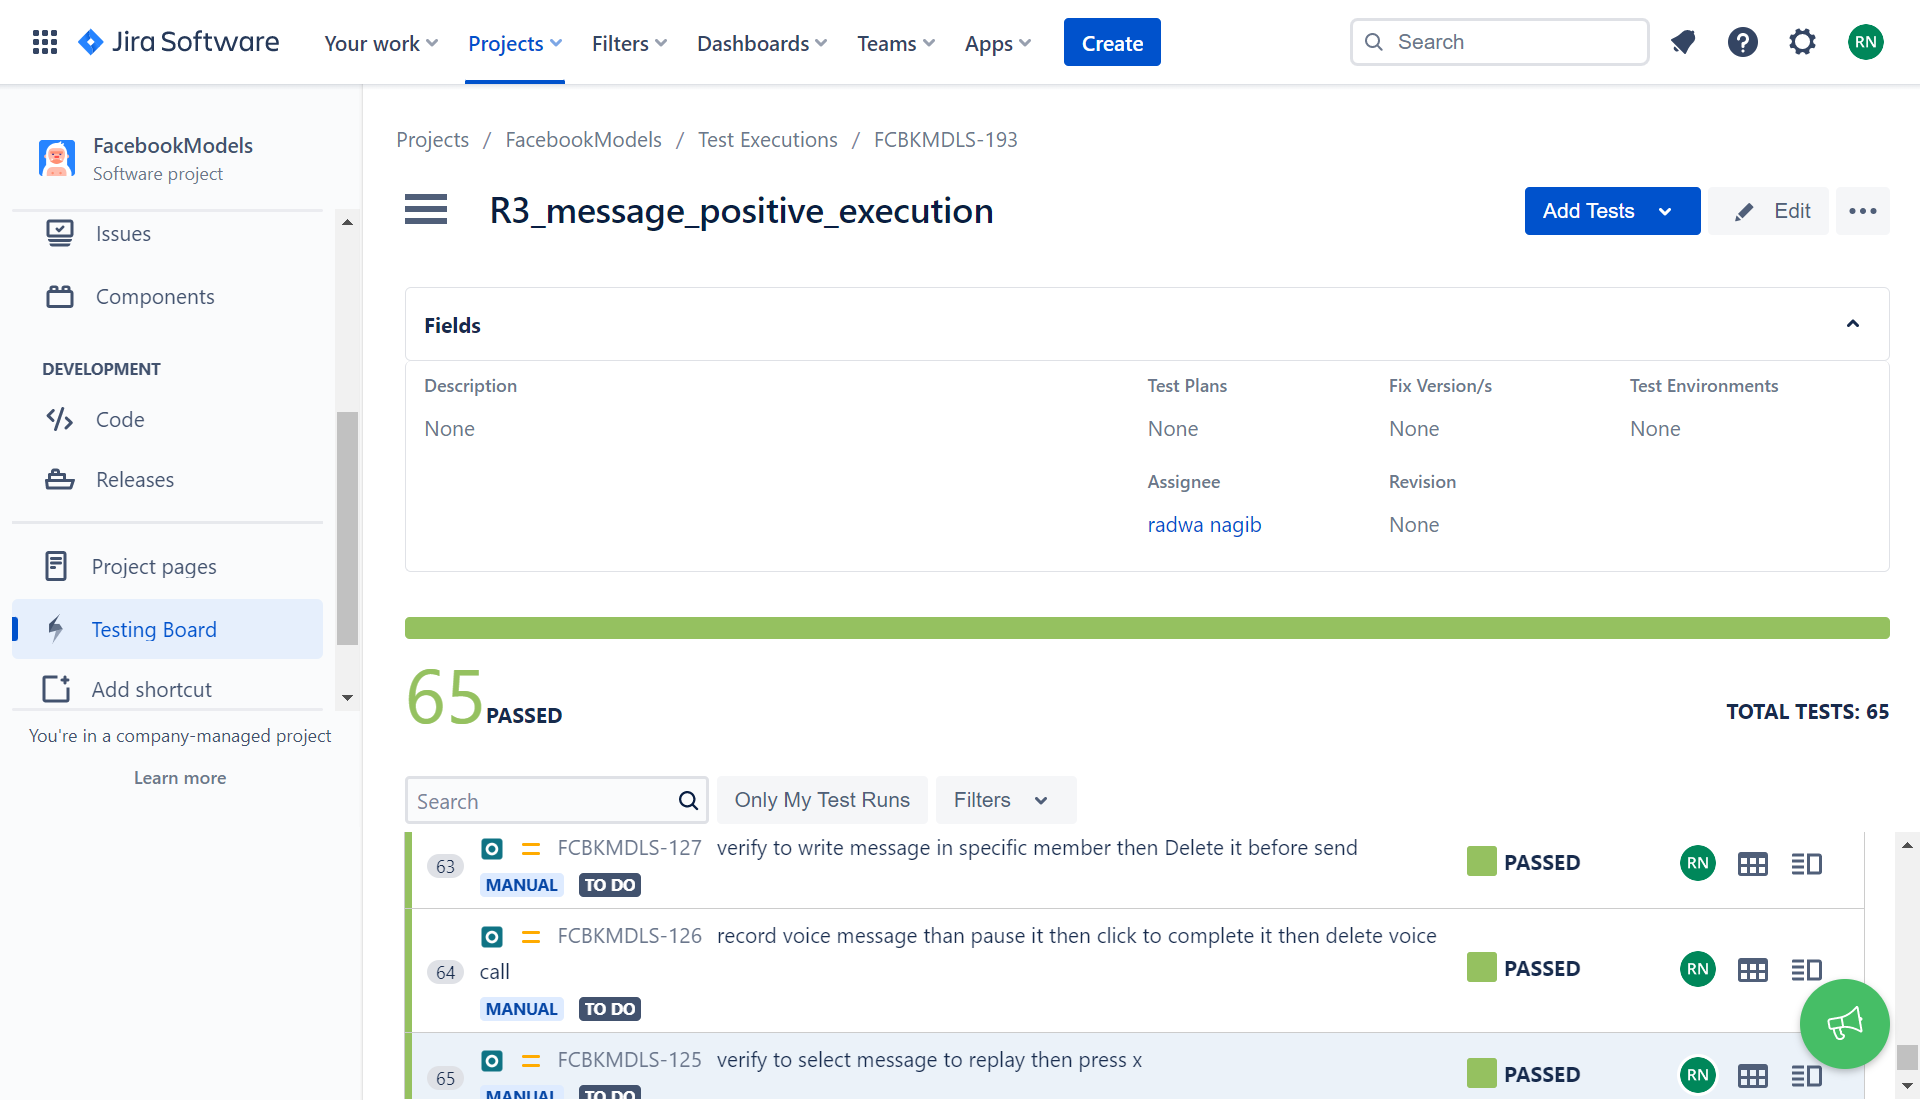 Jira Software
Your work
Projects
Filters
Dashboards
Teams
Apps
Create
Search
RN
FacebookModels
Software project
Issues
Components
DEVELOPMENT
Code
Releases
Project pages
Testing Board
Add shortcut
You're in a company-managed project
Learn more
Projects / FacebookModels / Test Executions / FCBKMDLS-193
R3_message_positive_execution
Add Tests
Edit
Fields
Description
None
Test Plans
None
Fix Version/s
None
Test Environments
None
Assignee
radwa nagib
Revision
None
65 PASSED
TOTAL TESTS: 65
Search
Only My Test Runs
Filters
63
FCBKMDLS-127 verify to write message in specific member then Delete it before send
MANUAL TO DO
PASSED
RN
64
FCBKMDLS-126 record voice message than pause it then click to complete it then delete voice
call
MANUAL TO DO
PASSED
RN
65
FCBKMDLS-125 verify to select message to replay then press x
MANUAL TO DO
PASSED
RN